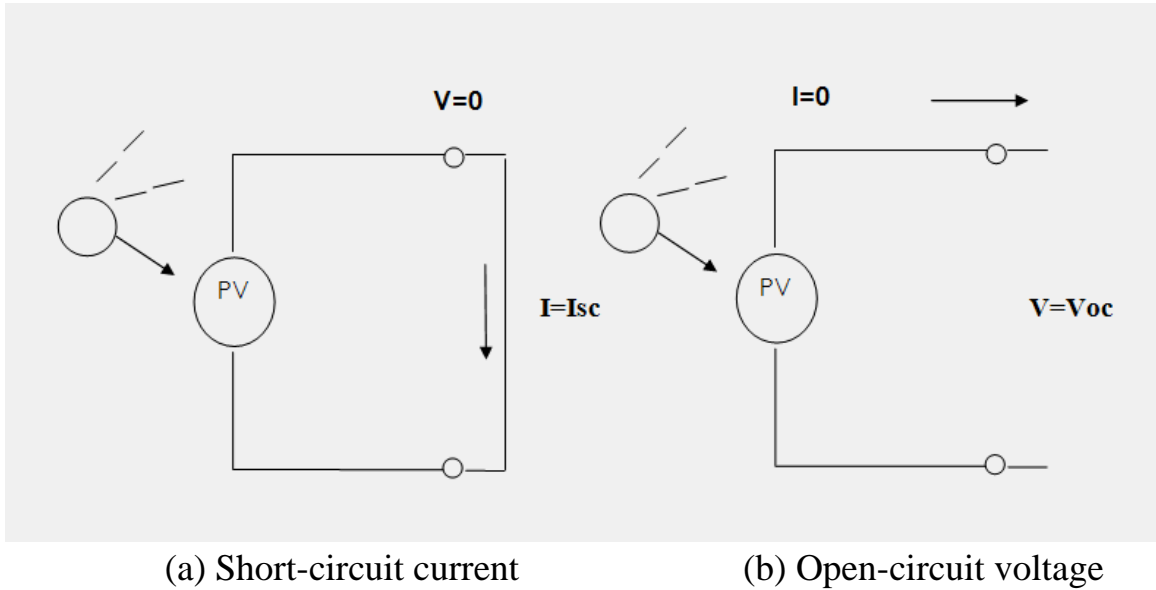 V=0
PV
I=Isc
(a) Short-circuit current
I=0
PV
V=Voc
(b) Open-circuit voltage